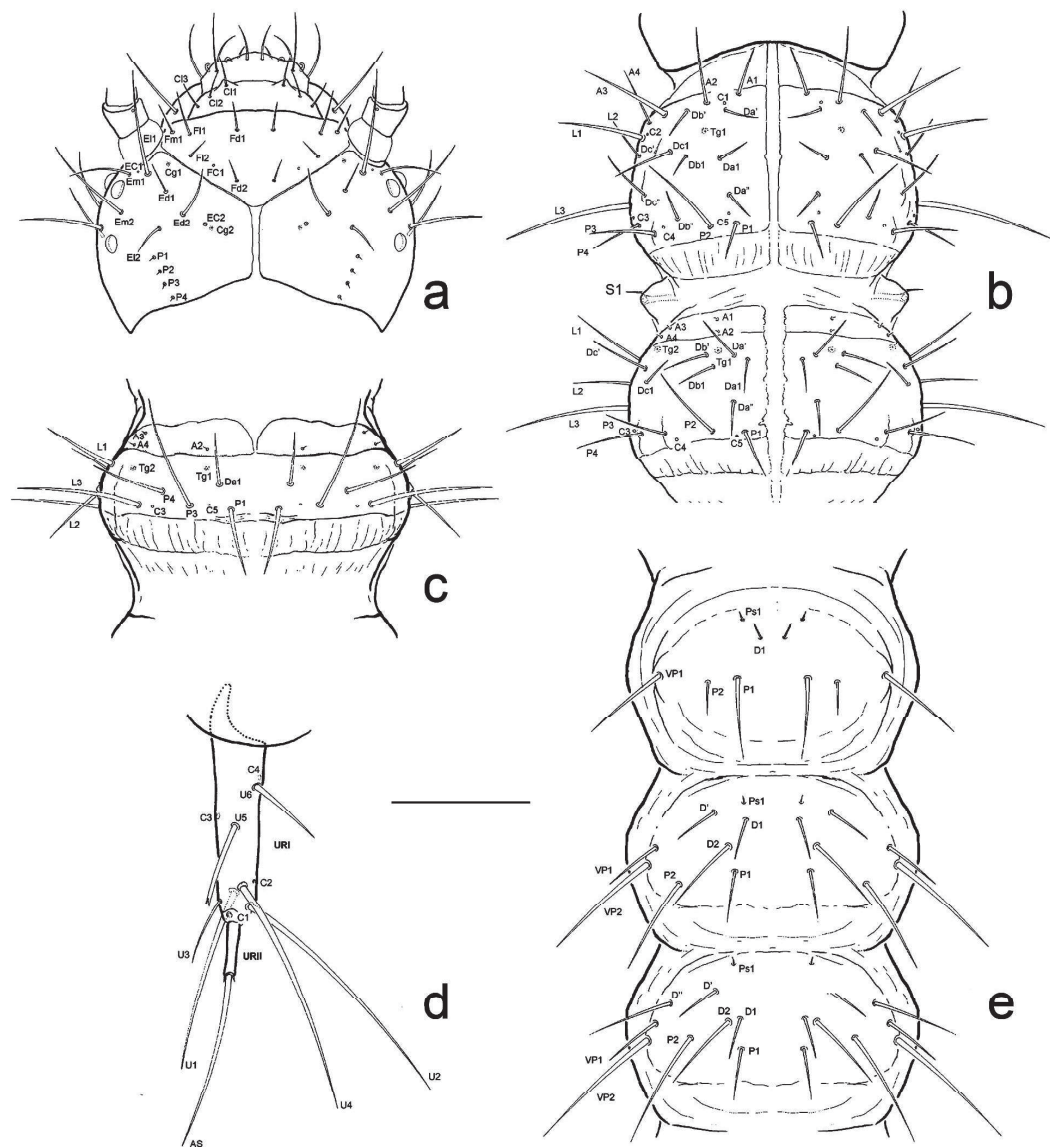 Cl3
Cl1
Cl2
El1
Fm1
Fl1
Fd1
EC1
Em1
Cg1
Fl2
FC1
Fd2
Ed1
Em2
Ed2
EC2
Cg2
El2
P1
P2
P3
P4
a
A4
A3
A2
A1
C1
Da'
Db'
L2
L1
C2
Dc'
Tg1
Dc1
Db1
Da1
L3
Dc"
Da"
P3
C3
C4
Db"
P2
C5
P1
P4
S1
b
L1
Dc'
A3
A4
A1
A2
Tg2
Db'
Da'
Tg1
L2
Dc1
Db1
Da1
Da"
L3
P3
P2
P4
C3
C4
C5
P1
L1
A3
A4
A2
Tg2
Tg1
Da1
L3
P4
C3
P3
C5
P1
L2
c
C4
U6
C3
U5
URI
C2
C1
U3
URII
U1
U2
U4
AS
d
Ps1
D1
VP1
P2
P1
Ps1
D'
D1
D2
VP1
P2
P1
VP2
Ps1
D"
D'
D2
D1
VP1
P2
P1
VP2
e